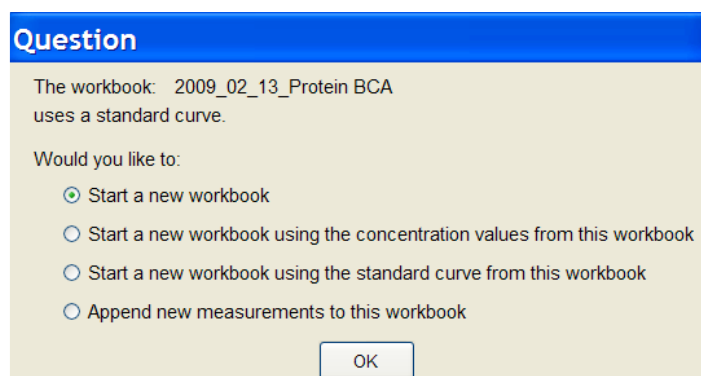 Question
The workbook: 2009_02_13_Protein BCA
uses a standard curve.
Would you like to:
Start a new workbook
Start a new workbook using the concentration values from this workbook
Start a new workbook using the standard curve from this workbook
Append new measurements to this workbook
OK